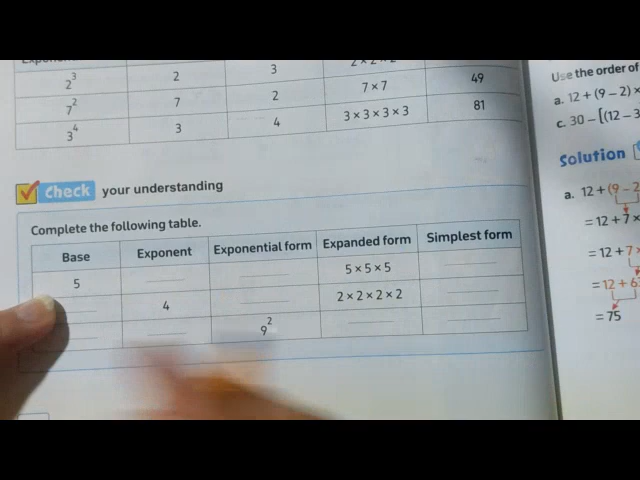 2³ 2 3
7² 7 2 7 × 7 49
3⁴ 3 4 3 × 3 × 3 × 3 81
Check your understanding
Complete the following table.
Base Exponent Exponential form Expanded form Simplest form
5 5 × 5 × 5
4 2 × 2 × 2 × 2
9²
Use the order of
a. 12 + (9 – 2) ×
c. 30 – [(12 – 3
Solution
a. 12 + (9 – 2
= 12 + 7 ×
= 12 + 7 ×
= 12 + 63
= 75